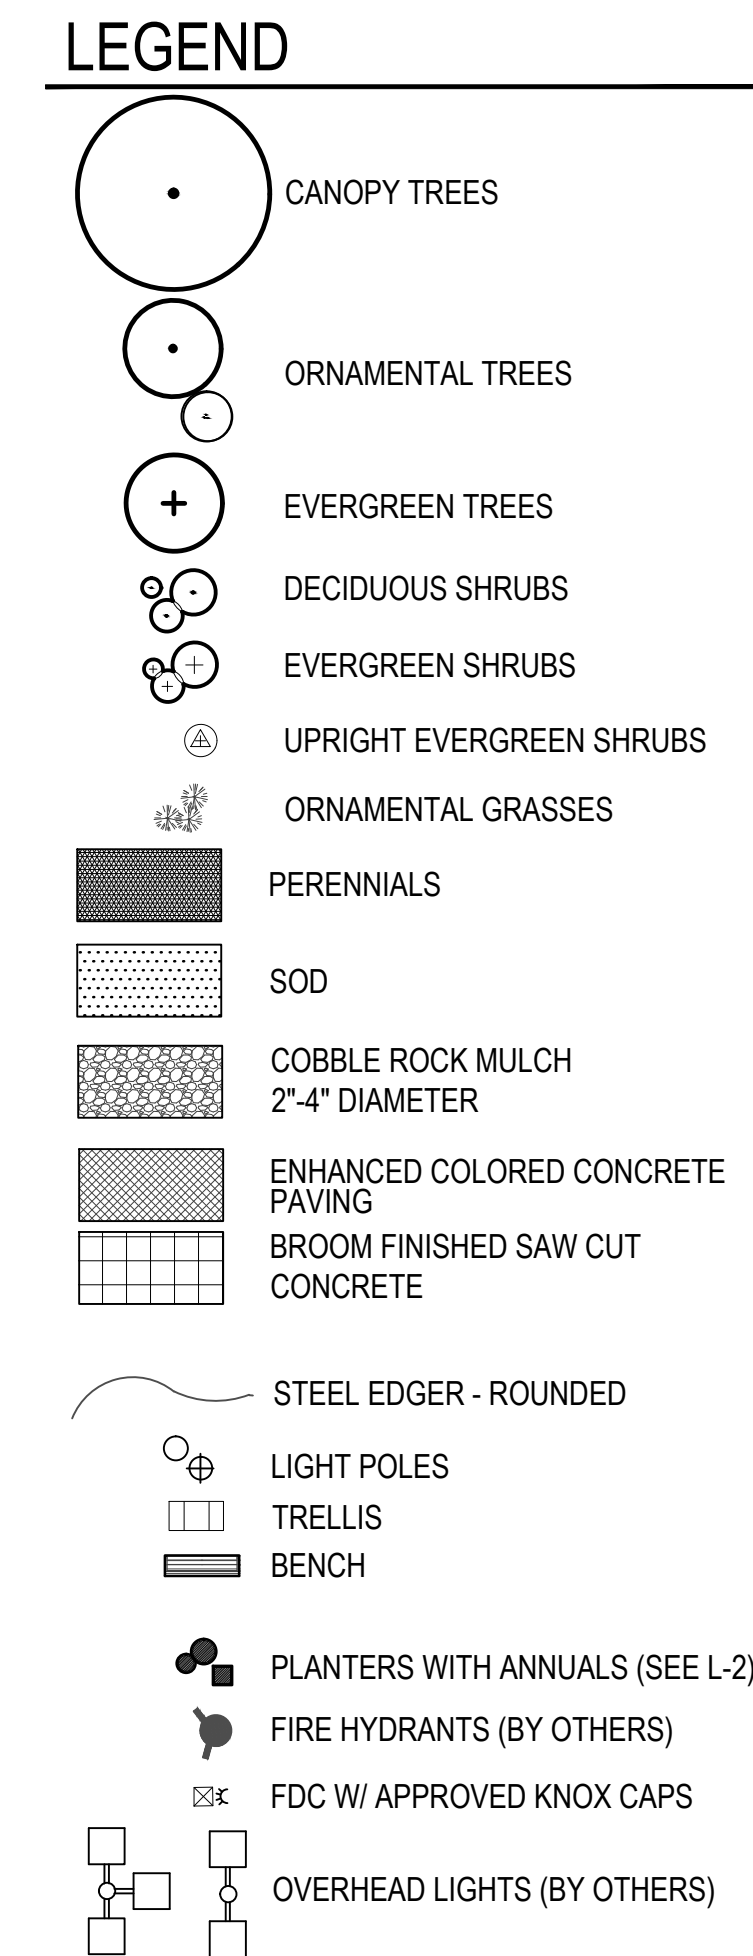 LEGEND
CANOPY TREES
ORNAMENTAL TREES
EVERGREEN TREES
DECIDUOUS SHRUBS
EVERGREEN SHRUBS
UPRIGHT EVERGREEN SHRUBS
ORNAMENTAL GRASSES
PERENNIALS
SOD
COBBLE ROCK MULCH
2"-4" DIAMETER
ENHANCED COLORED CONCRETE
PAVING
BROOM FINISHED SAW CUT
CONCRETE
STEEL EDGER - ROUNDED
LIGHT POLES
TRELLIS
BENCH
PLANTERS WITH ANNUALS (SEE L-2)
FIRE HYDRANTS (BY OTHERS)
FDC W/ APPROVED KNOX CAPS
OVERHEAD LIGHTS (BY OTHERS)